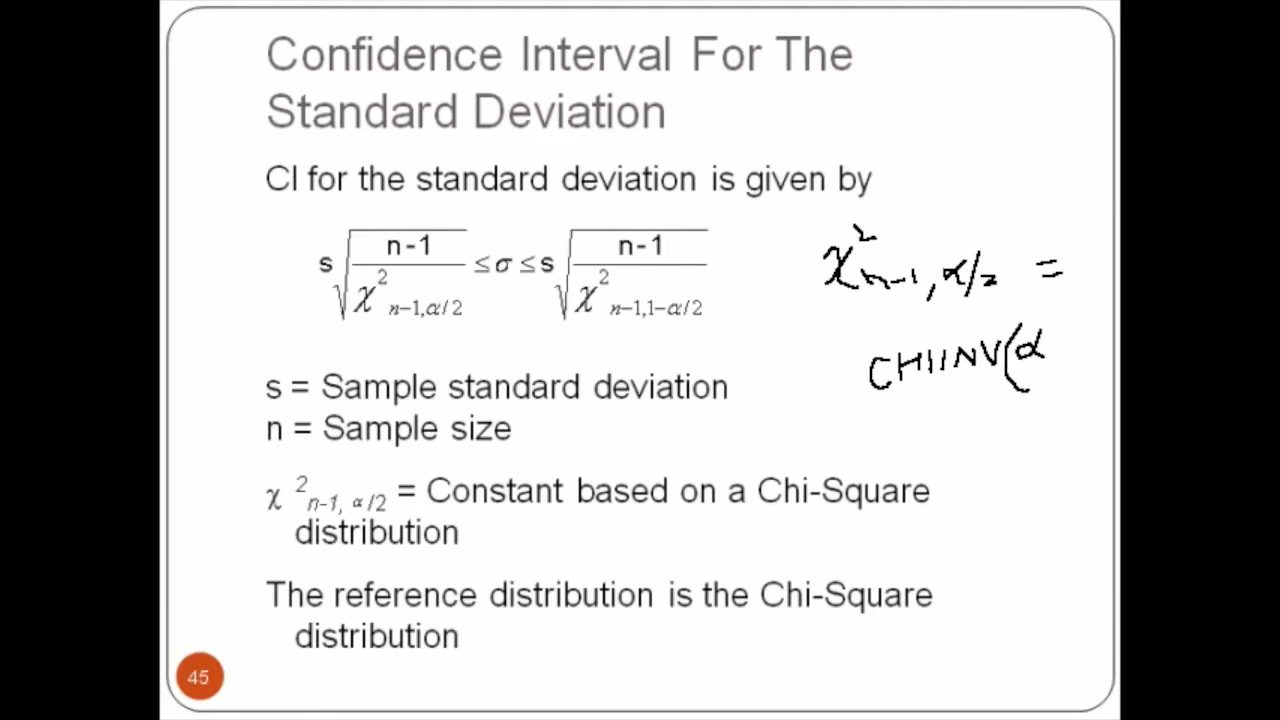 Confidence Interval For The
Standard Deviation
CI for the standard deviation is given by
s√((n-1)/(χ²n-1,α/2)) ≤ σ ≤ s√((n-1)/(χ²n-1,1-α/2))
χ²n-1,α/2 =
CHIINV(α
s = Sample standard deviation
n = Sample size
χ²n-1, α/2 = Constant based on a Chi-Square
distribution
The reference distribution is the Chi-Square
distribution
45